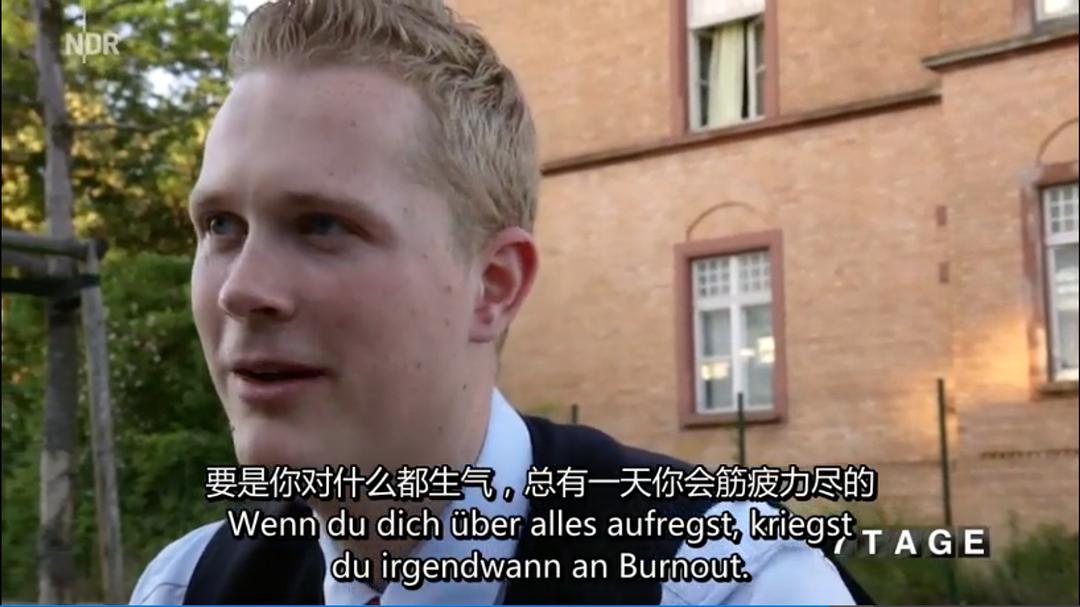 NDR
要是你对什么都生气，总有一天你会筋疲力尽的
Wenn du dich über alles aufregst, kriegst
7 TAGE
du irgendwann an Burnout.